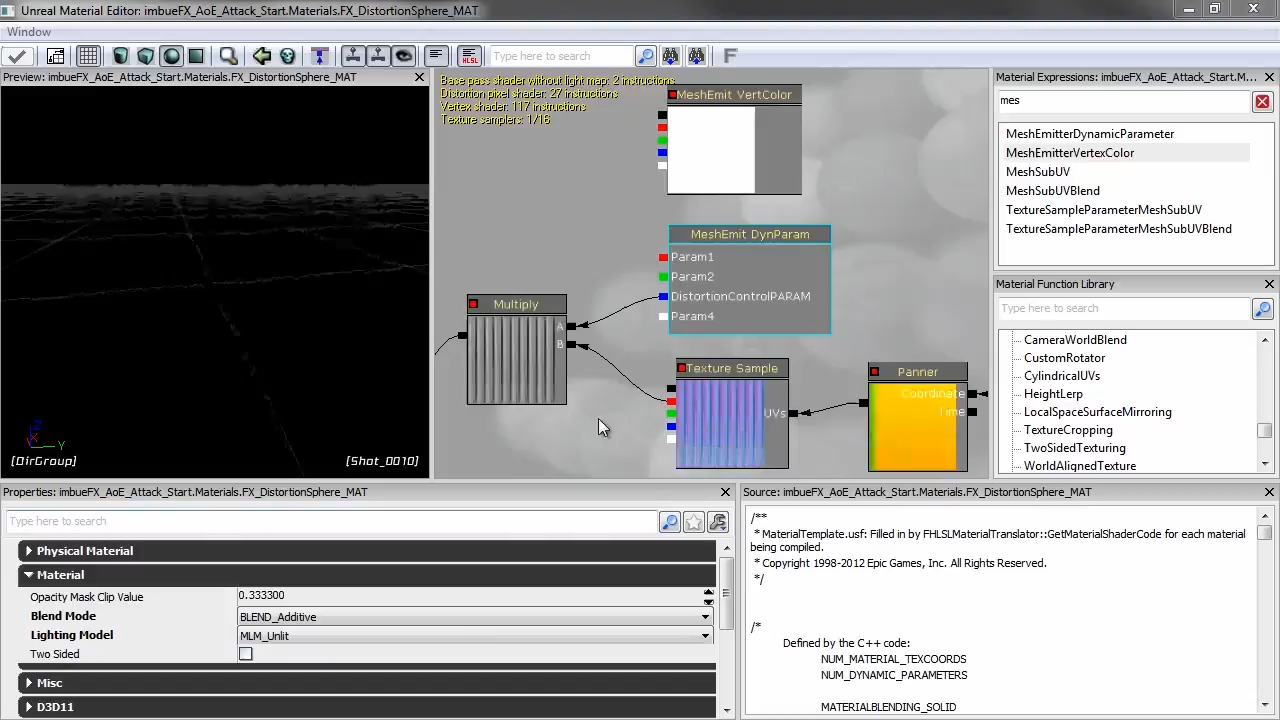 Unreal Material Editor: imbueFX_AoE_Attack_Start.Materials.FX_DistortionSphere_MAT
Window
HLSL
Type here to search
F
Preview: imbueFX_AoE_Attack_Start.Materials.FX_DistortionSphere_MAT
Z
X
Y
[DirGroup]
[Shot_0010]
Base pass shader without light map: 2 instructions
Distortion pixel shader: 27 instructions
Vertex shader: 117 instructions
Texture samplers: 1/16
MeshEmit VertColor
MeshEmit DynParam
Param1
Param2
DistortionControlPARAM
Param4
Multiply
A
B
Texture Sample
UVs
Panner
Coordinate
Time
Material Expressions: imbueFX_AoE_Attack_Start.M...
mes
MeshEmitterDynamicParameter
MeshEmitterVertexColor
MeshSubUV
MeshSubUVBlend
TextureSampleParameterMeshSubUV
TextureSampleParameterMeshSubUVBlend
Material Function Library
Type here to search
CameraWorldBlend
CustomRotator
CylindricalUVs
HeightLerp
LocalSpaceSurfaceMirroring
TextureCropping
TwoSidedTexturing
WorldAlignedTexture
Properties: imbueFX_AoE_Attack_Start.Materials.FX_DistortionSphere_MAT
Type here to search
Physical Material
Material
Opacity Mask Clip Value 0.333300
Blend Mode BLEND_Additive
Lighting Model MLM_Unlit
Two Sided
Misc
D3D11
Source: imbueFX_AoE_Attack_Start.Materials.FX_DistortionSphere_MAT
/**
* MaterialTemplate.usf: Filled in by FHLSLMaterialTranslator::GetMaterialShaderCode for each material
being compiled.
* Copyright 1998-2012 Epic Games, Inc. All Rights Reserved.
*/
/*
Defined by the C++ code:
NUM_MATERIAL_TEXCOORDS
NUM_DYNAMIC_PARAMETERS
MATERIALBLENDING_SOLID